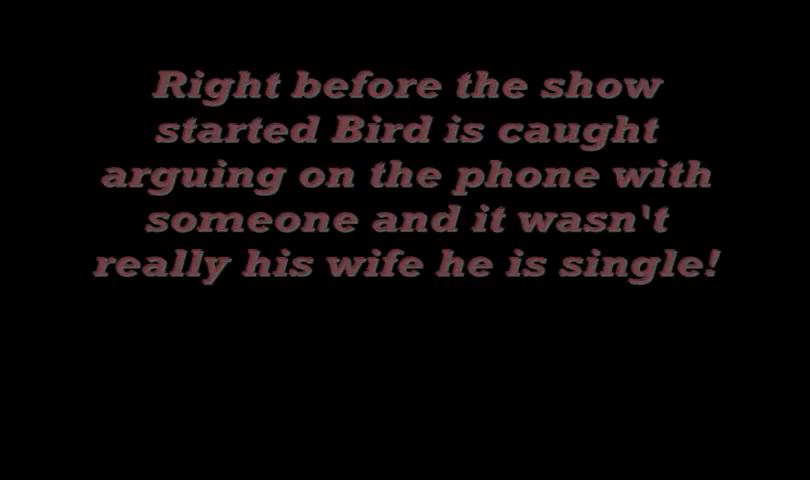 Right before the show
started Bird is caught
arguing on the phone with
someone and it wasn't
really his wife he is single!